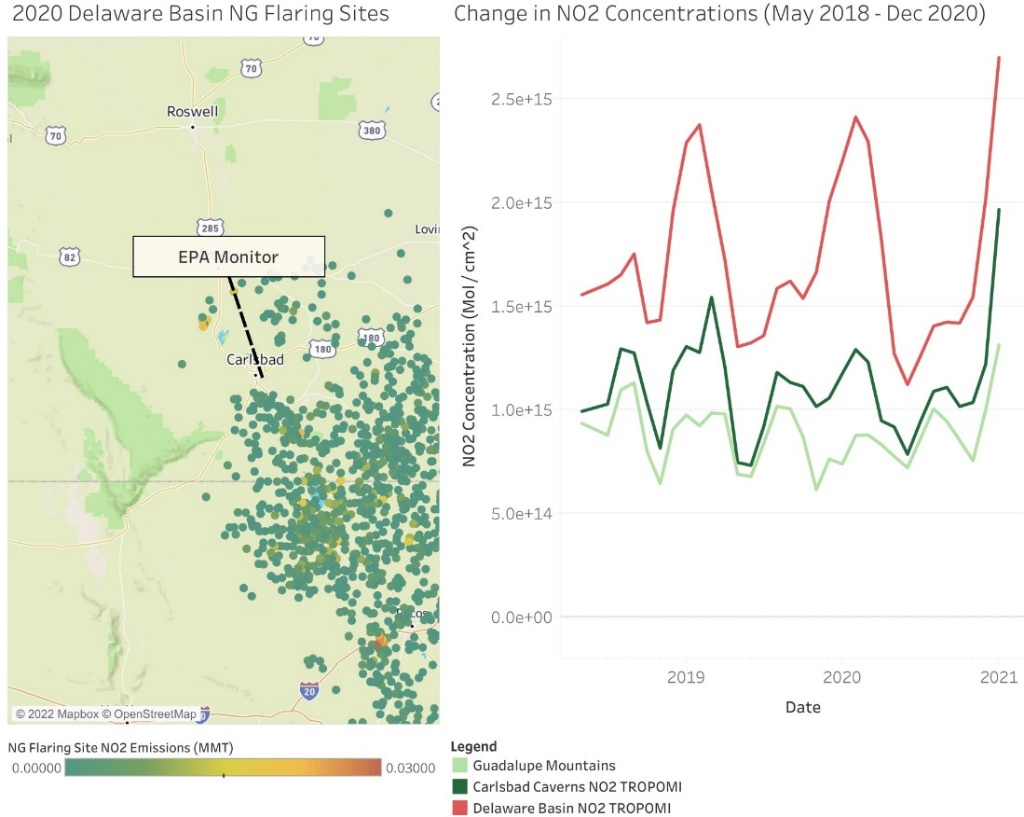 2020 Delaware Basin NG Flaring Sites
70
70
Roswell
70
380
285
82
EPA Monitor
180
180
Carlsbad
20
© 2022 Mapbox © OpenStreetMap
NG Flaring Site NO2 Emissions (MMT)
0.00000
0.03000
Change in NO2 Concentrations (May 2018 - Dec 2020)
NO2 Concentration (Mol / cm^2)
2.5e+15
2.0e+15
1.5e+15
1.0e+15
5.0e+14
0.0e+00
2019
2020
2021
Date
Legend
Guadalupe Mountains
Carlsbad Caverns NO2 TROPOMI
Delaware Basin NO2 TROPOMI